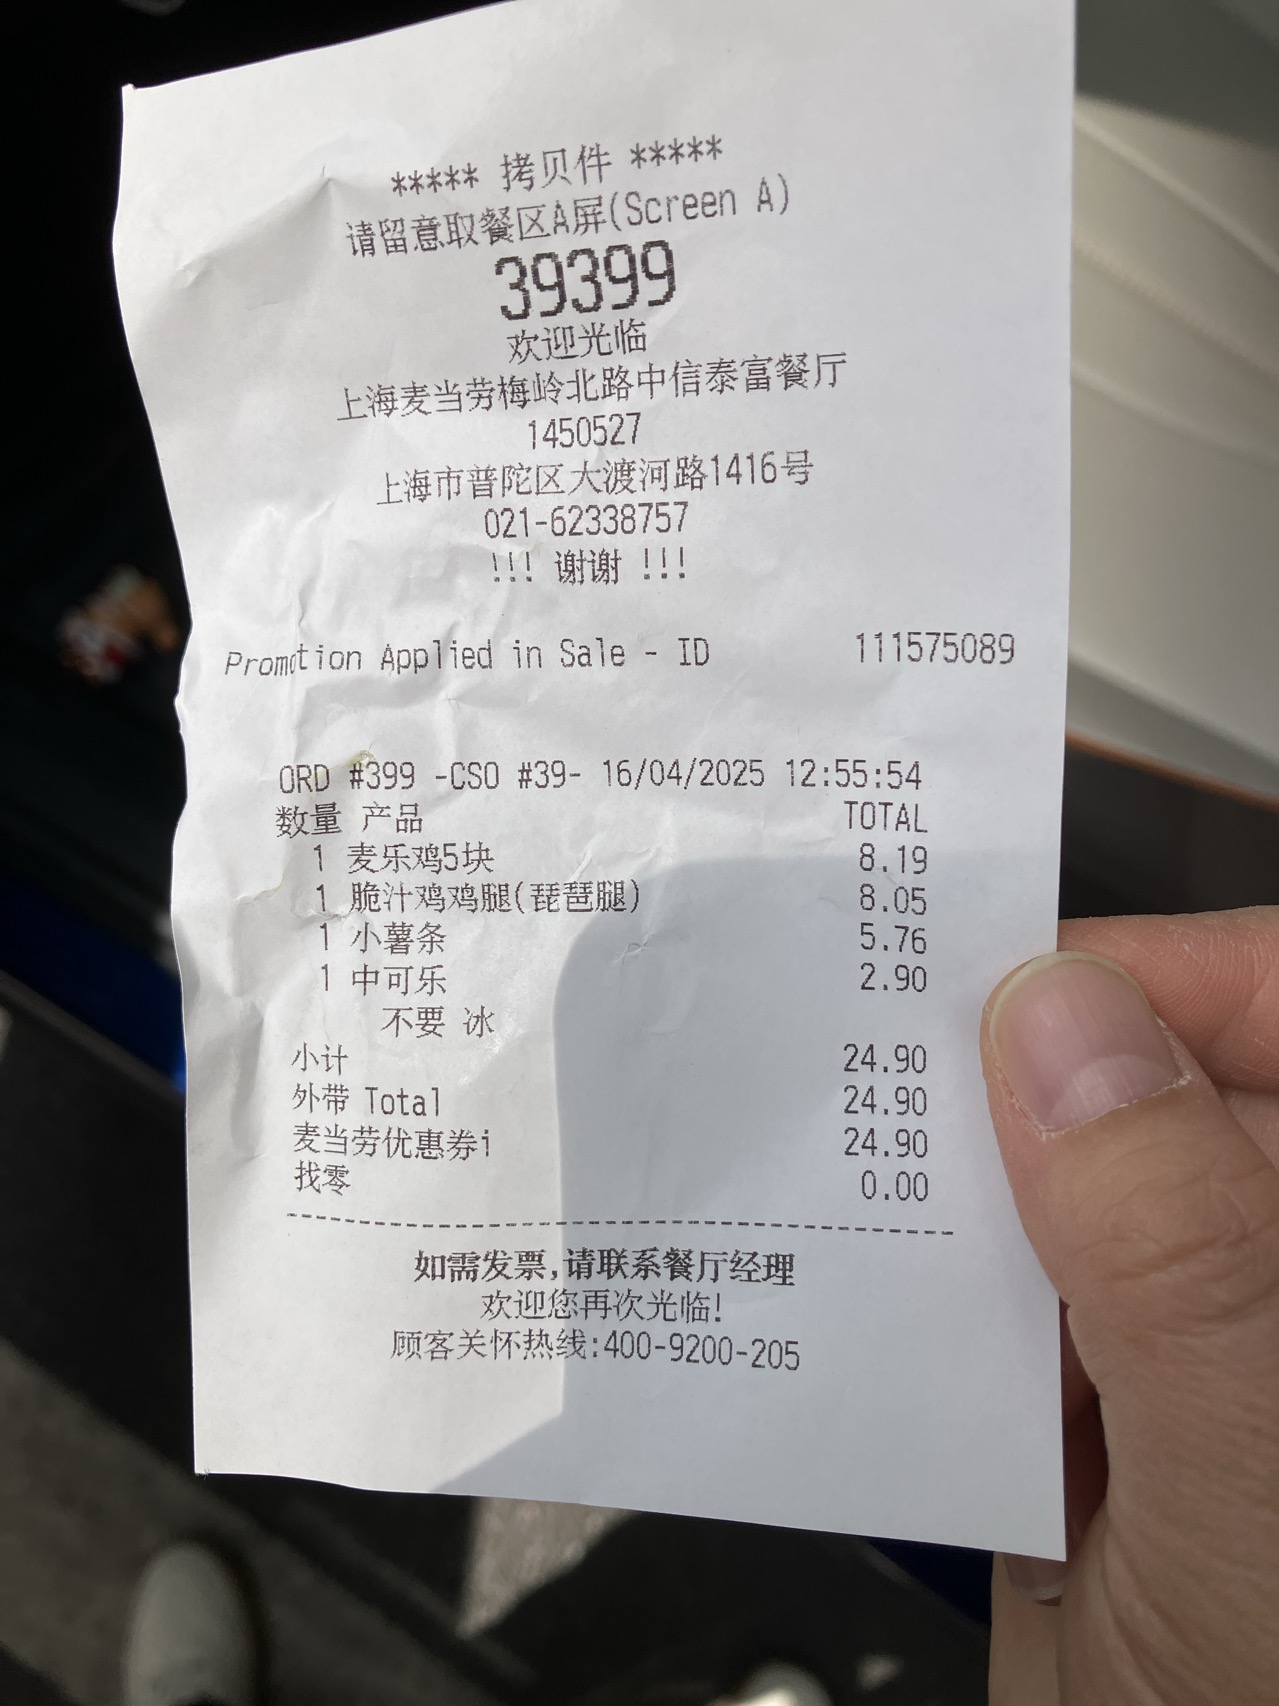 ***** 拷贝件 *****
请留意取餐区A屏(Screen A)
39399
欢迎光临
上海麦当劳梅岭北路中信泰富餐厅
1450527
上海市普陀区大渡河路1416号
021-62338757
!!! 谢谢 !!!
Promotion Applied in Sale - ID 111575089
ORD #399 -CSO #39- 16/04/2025 12:55:54
数量 产品 TOTAL
1 麦乐鸡5块 8.19
1 脆汁鸡鸡腿(琵琶腿) 8.05
1 小薯条 5.76
1 中可乐 2.90
不要 冰
小计 24.90
外带 Total 24.90
麦当劳优惠券i 24.90
找零 0.00
如需发票,请联系餐厅经理
欢迎您再次光临!
顾客关怀热线:400-9200-205